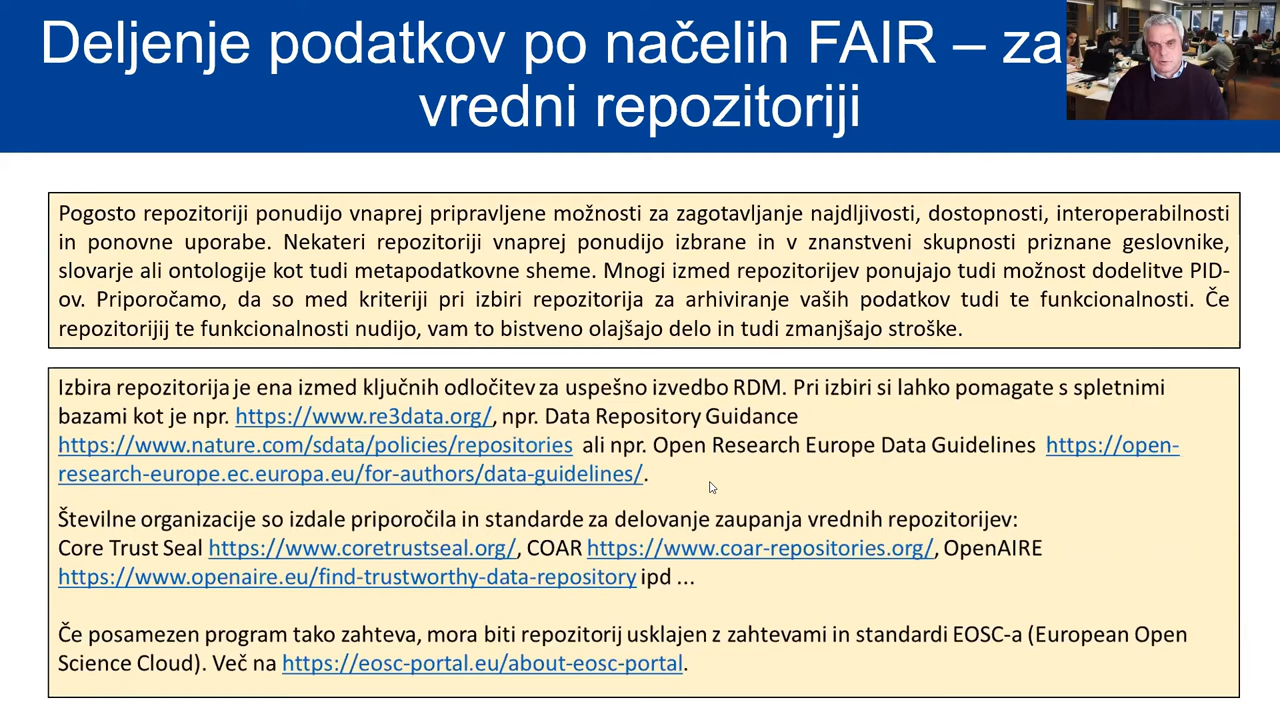 Deljenje podatkov po načelih FAIR – za
vredni repozitoriji
Pogosto repozitoriji ponudijo vnaprej pripravljene možnosti za zagotavljanje najdljivosti, dostopnosti, interoperabilnosti
in ponovne uporabe. Nekateri repozitoriji vnaprej ponudijo izbrane in v znanstveni skupnosti priznane geslovnike,
slovarje ali ontologije kot tudi metapodatkovne sheme. Mnogi izmed repozitorijev ponujajo tudi možnost dodelitve PID-
ov. Priporočamo, da so med kriteriji pri izbiri repozitorija za arhiviranje vaših podatkov tudi te funkcionalnosti. Če
repozitorijij te funkcionalnosti nudijo, vam to bistveno olajšajo delo in tudi zmanjšajo stroške.
Izbira repozitorija je ena izmed ključnih odločitev za uspešno izvedbo RDM. Pri izbiri si lahko pomagate s spletnimi
bazami kot je npr. https://www.re3data.org/, npr. Data Repository Guidance
https://www.nature.com/sdata/policies/repositories ali npr. Open Research Europe Data Guidelines https://open-
research-europe.ec.europa.eu/for-authors/data-guidelines/.
Številne organizacije so izdale priporočila in standarde za delovanje zaupanja vrednih repozitorijev:
Core Trust Seal https://www.coretrustseal.org/, COAR https://www.coar-repositories.org/, OpenAIRE
https://www.openaire.eu/find-trustworthy-data-repository ipd ...
Če posamezen program tako zahteva, mora biti repozitorij usklajen z zahtevami in standardi EOSC-a (European Open
Science Cloud). Več na https://eosc-portal.eu/about-eosc-portal.